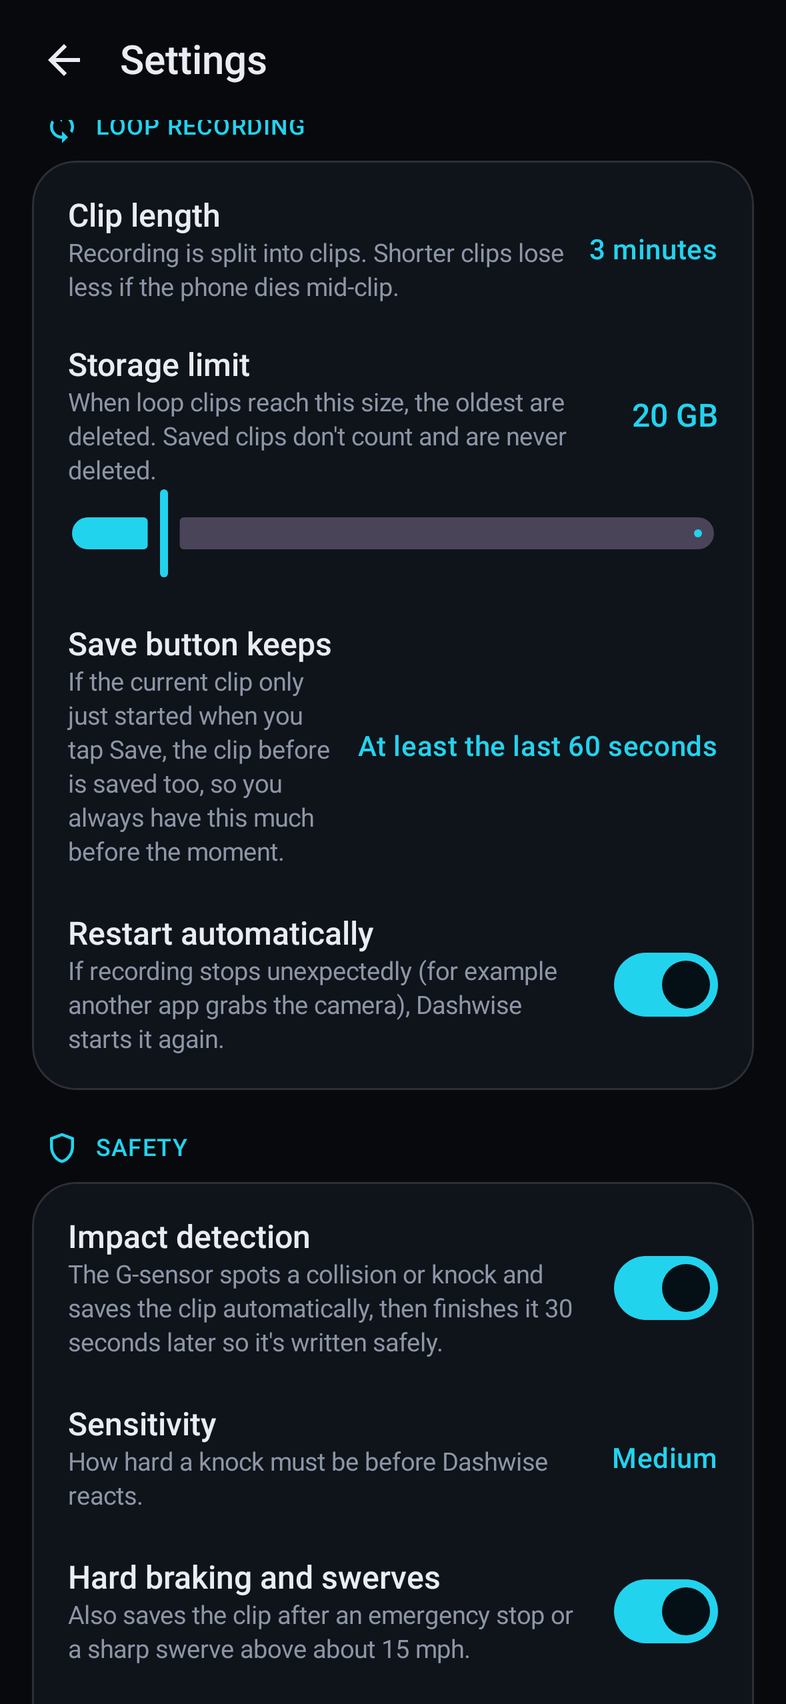 Settings
LOOP RECORDING
Clip length
Recording is split into clips. Shorter clips lose
less if the phone dies mid-clip.
3 minutes
Storage limit
When loop clips reach this size, the oldest are
deleted. Saved clips don't count and are never
deleted.
20 GB
Save button keeps
If the current clip only
just started when you
tap Save, the clip before
is saved too, so you
always have this much
before the moment.
At least the last 60 seconds
Restart automatically
If recording stops unexpectedly (for example
another app grabs the camera), Dashwise
starts it again.
SAFETY
Impact detection
The G-sensor spots a collision or knock and
saves the clip automatically, then finishes it 30
seconds later so it's written safely.
Sensitivity
How hard a knock must be before Dashwise
reacts.
Medium
Hard braking and swerves
Also saves the clip after an emergency stop or
a sharp swerve above about 15 mph.